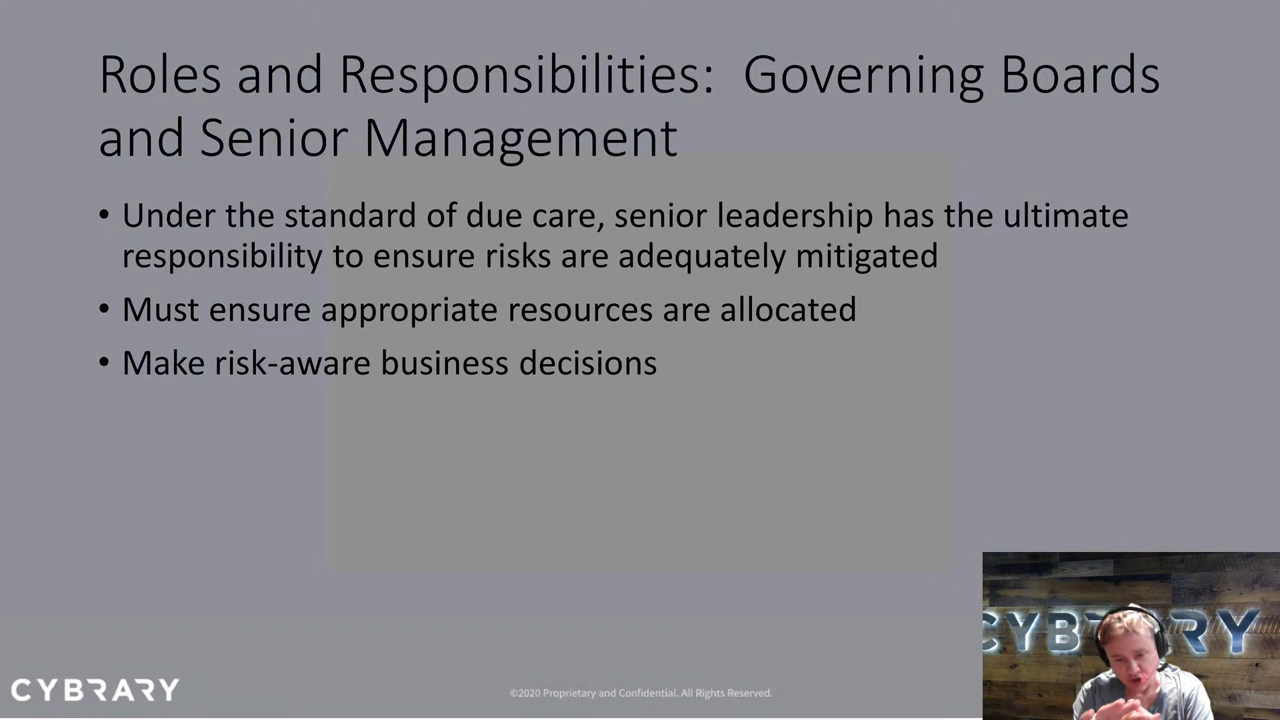 Roles and Responsibilities: Governing Boards
and Senior Management
• Under the standard of due care, senior leadership has the ultimate
responsibility to ensure risks are adequately mitigated
• Must ensure appropriate resources are allocated
• Make risk-aware business decisions
CYBRARY
CYBRARY
©2020 Proprietary and Confidential. All Rights Reserved.